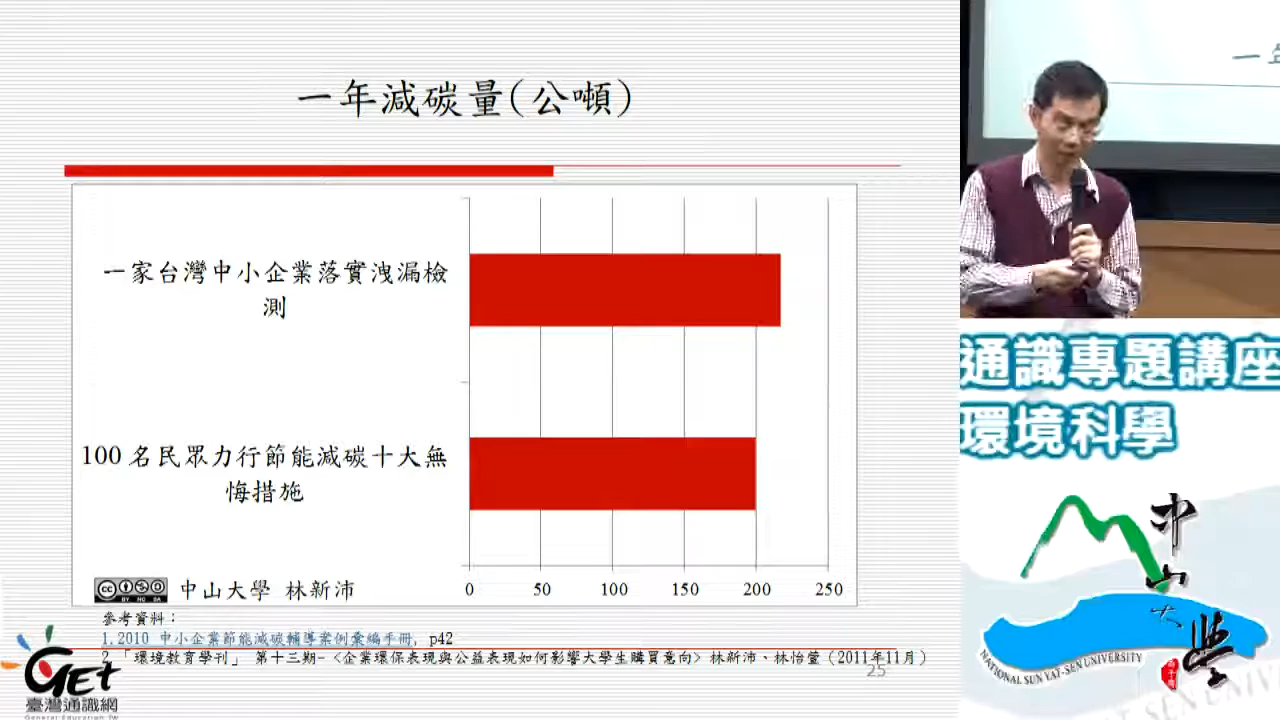 一年減碳量(公噸)
一年
一家台灣中小企業落實洩漏檢
測
100 名民眾力行節能減碳十大無
悔措施
0 50 100 150 200 250
中山大學 林新沛
BY NC SA
參考資料：
1.2010 中小企業節能減碳輔導案例彙編手冊, p42
2. 「環境教育學刊」 第十三期- <企業環保表現與公益表現如何影響大學生購買意向> 林新沛、林怡萱 (2011年11月)
25
GET
臺灣通識網
General Education TW
通識專題講座
環境科學
中山大學
NATIONAL SUN YAT-SEN UNIVERSITY